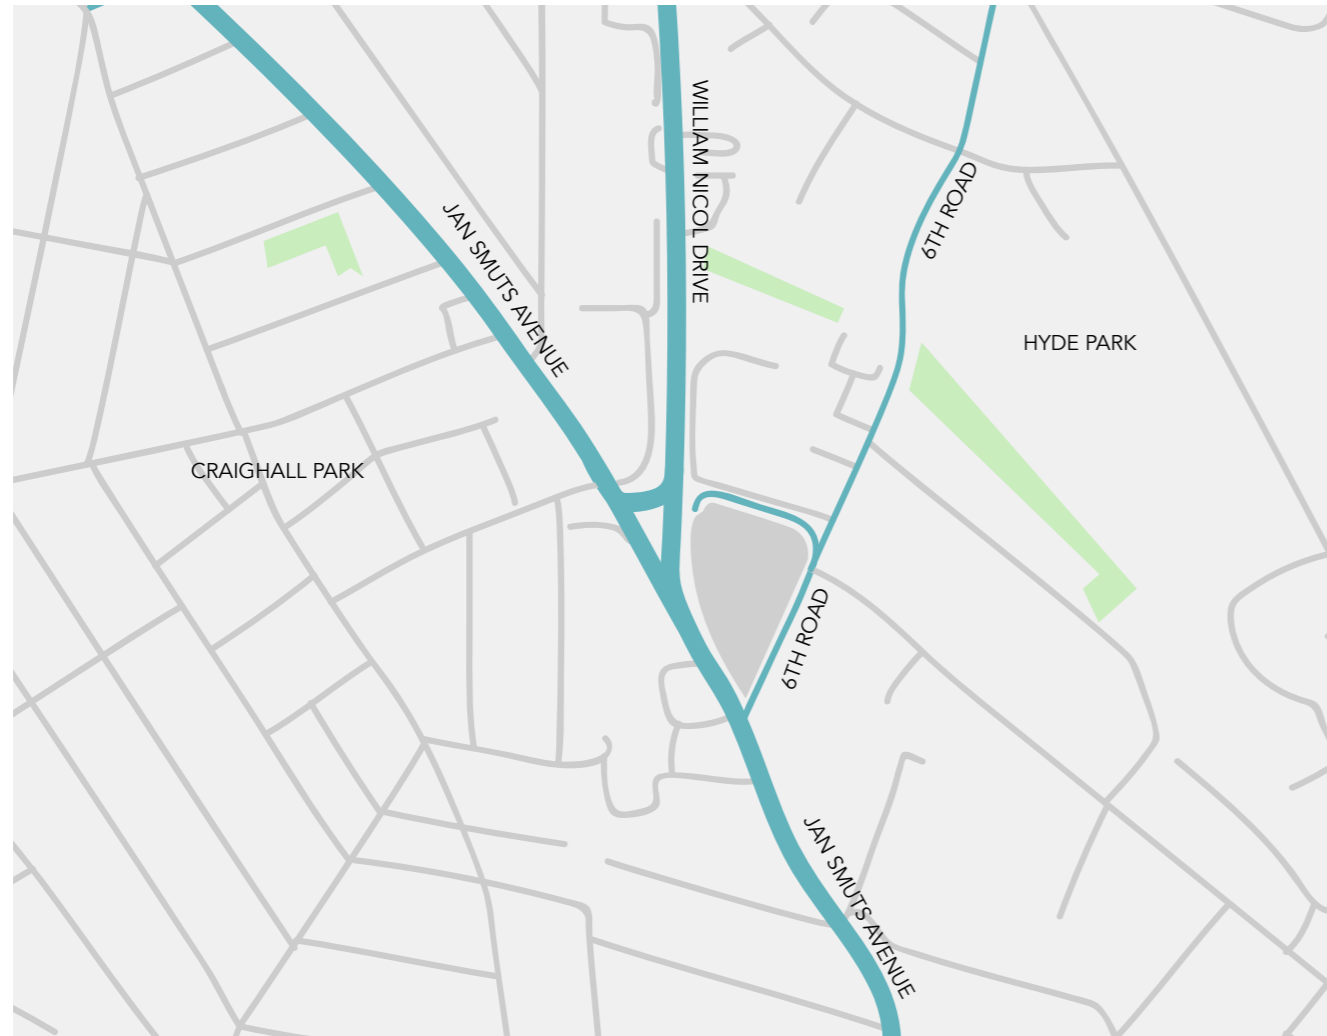 WILLIAM NICOL DRIVE
6TH ROAD
JAN SMUTS AVENUE
HYDE PARK
CRAIGHALL PARK
6TH ROAD
JAN SMUTS AVENUE